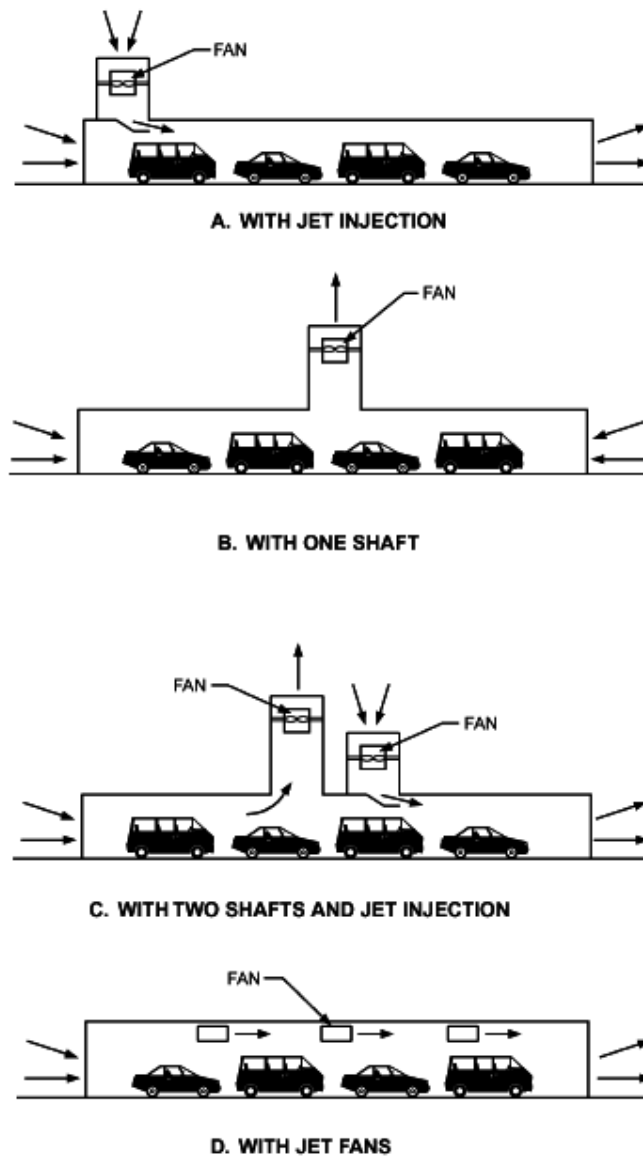 FAN
A. WITH JET INJECTION
FAN
B. WITH ONE SHAFT
FAN
FAN
C. WITH TWO SHAFTS AND JET INJECTION
FAN
D. WITH JET FANS